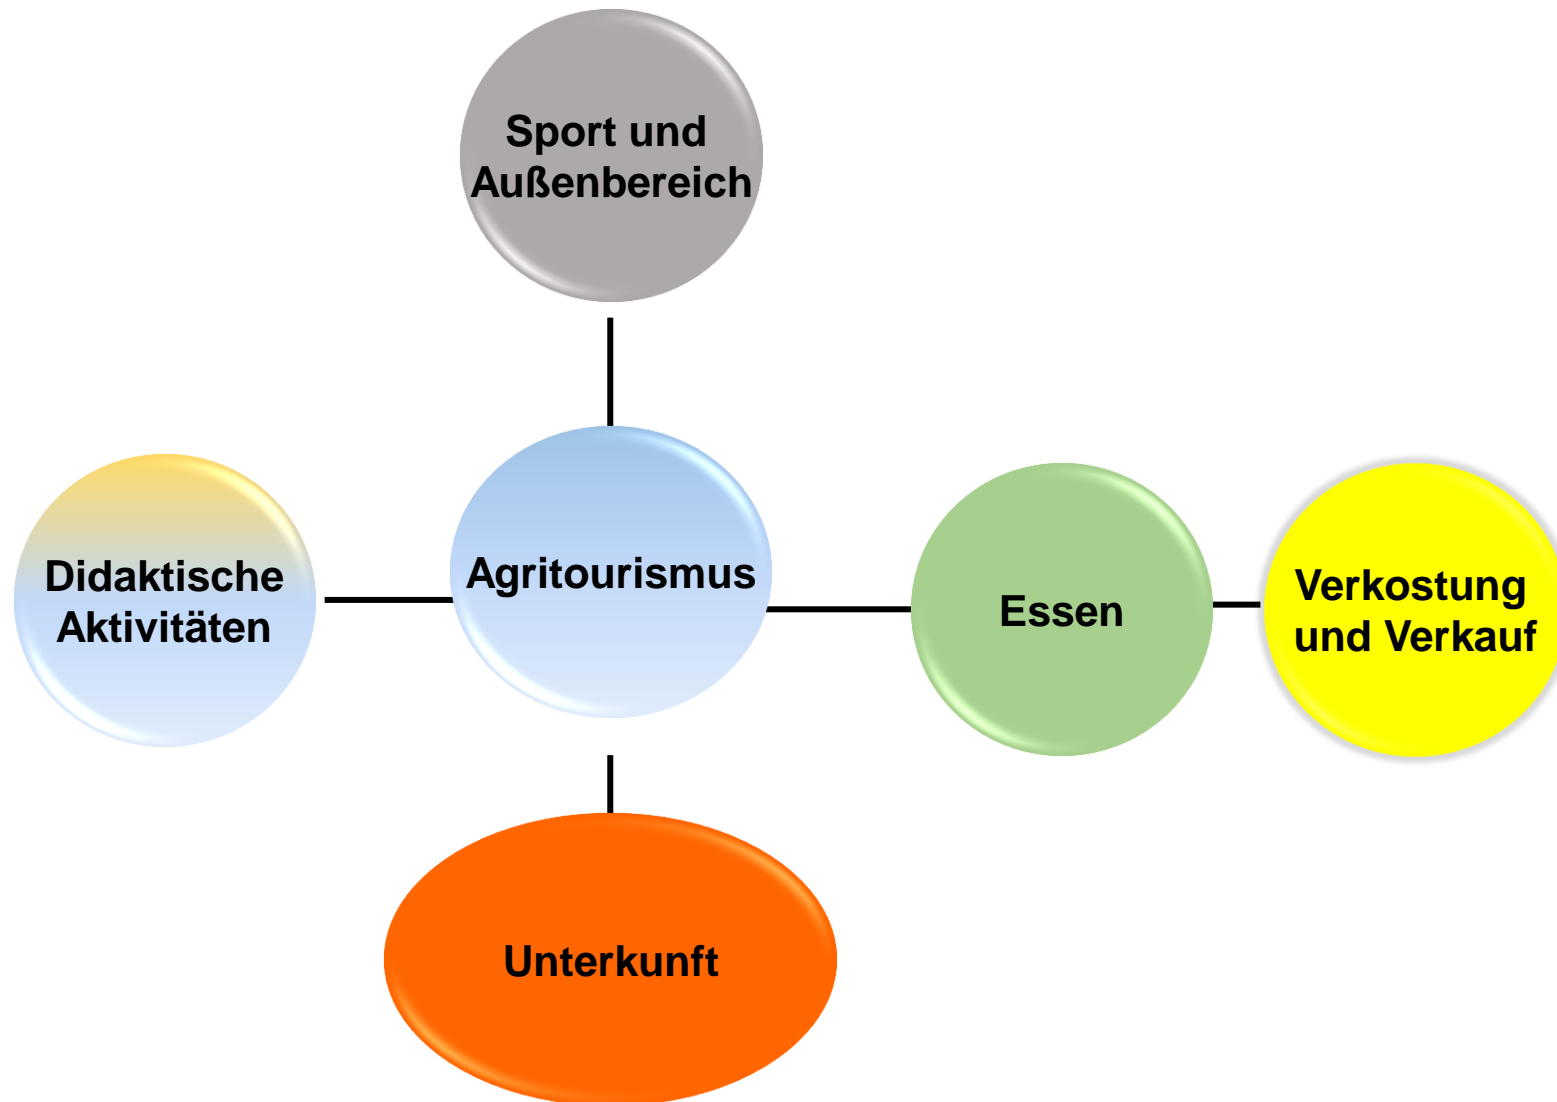 Sport und
Außenbereich
Didaktische
Aktivitäten
Agritourismus
Essen
Verkostung
und Verkauf
Unterkunft